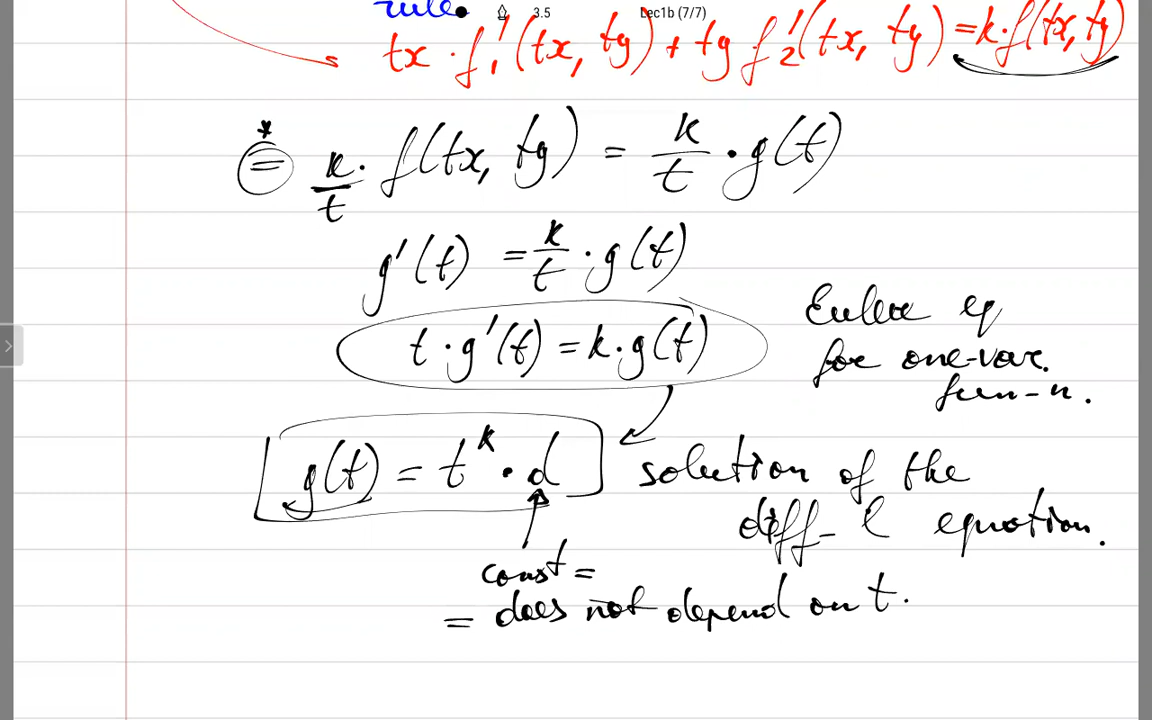 rule
3.5 Lec1b (7/7)
tx · f₁'(tx, ty) + ty f₂'(tx, ty) = k · f(tx, ty)
*
= k/t · f(tx, ty) = k/t · g(t)
g'(t) = k/t · g(t)
t · g'(t) = k · g(t)
Euler eq
for one-var.
fun-n.
g(t) = t^k · d
solution of the
diff-l equation.
const =
= does not depend on t.